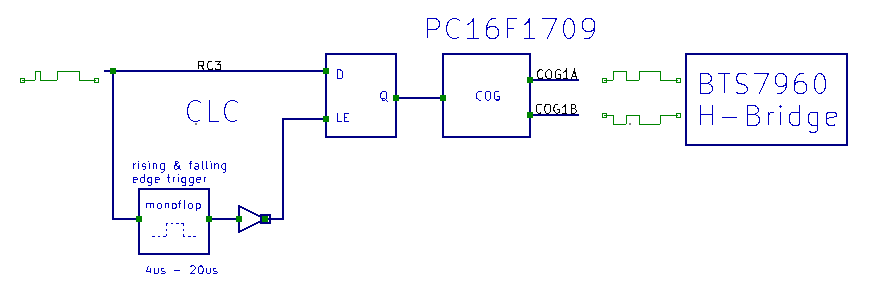 PC16F1709
RC3
D
Q
LE
COG
COG1A
COG1B
BTS7960
H-Bridge
CLC
rising & falling
edge trigger
monoflop
4us - 20us